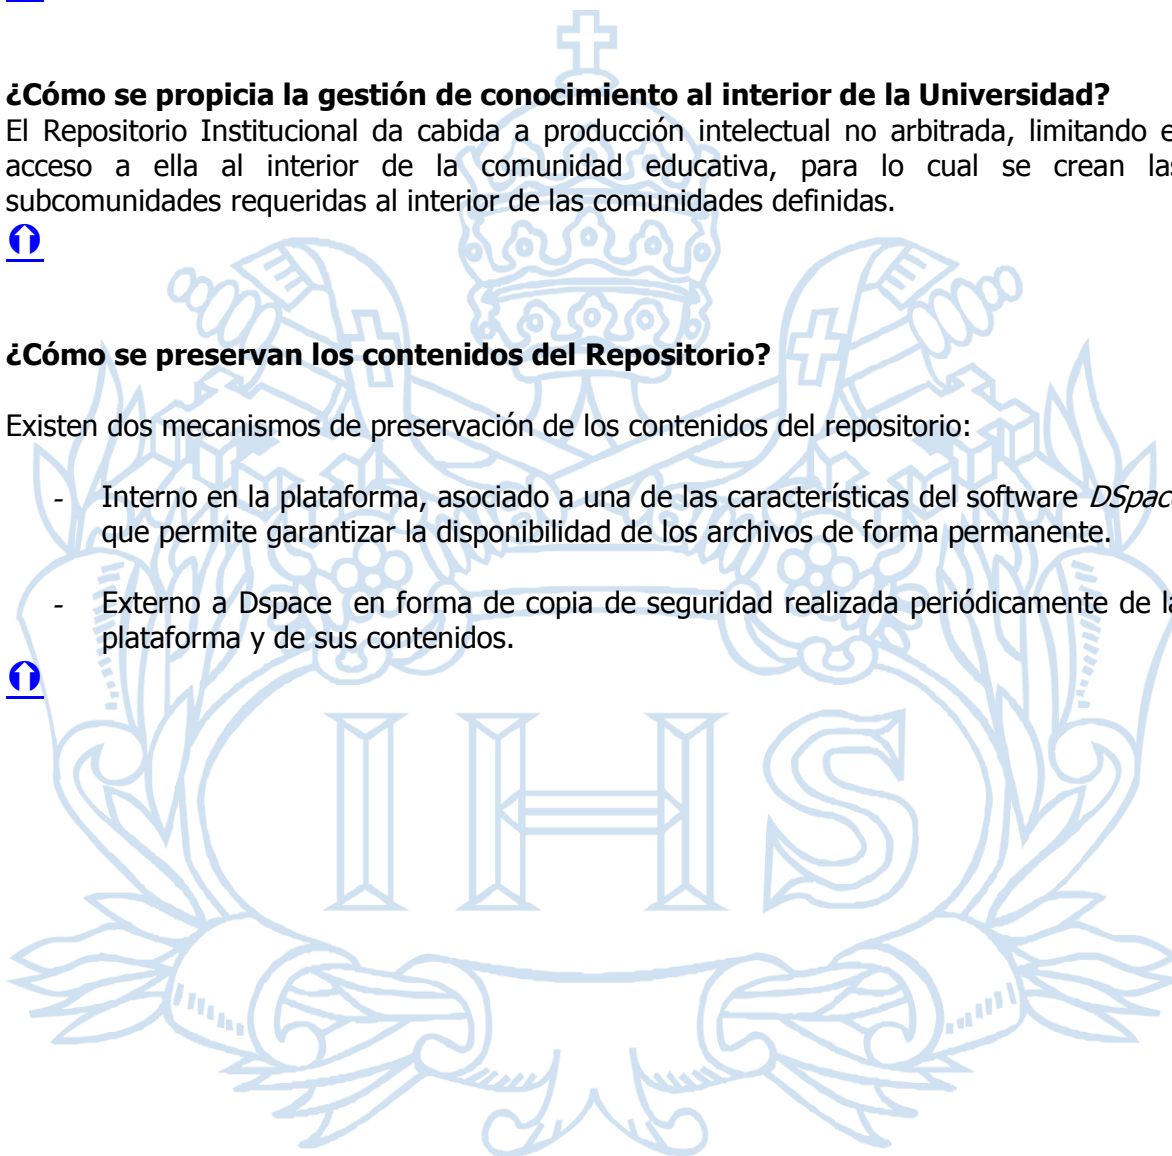 ¿Cómo se propicia la gestión de conocimiento al interior de la Universidad?
El Repositorio Institucional da cabida a producción intelectual no arbitrada, limitando e
acceso a ella al interior de la comunidad educativa, para lo cual se crean las
subcomunidades requeridas al interior de las comunidades definidas.
¿Cómo se preservan los contenidos del Repositorio?
Existen dos mecanismos de preservación de los contenidos del repositorio:
- Interno en la plataforma, asociado a una de las características del software DSpac
que permite garantizar la disponibilidad de los archivos de forma permanente.
- Externo a Dspace en forma de copia de seguridad realizada periódicamente de la
plataforma y de sus contenidos.
IHS